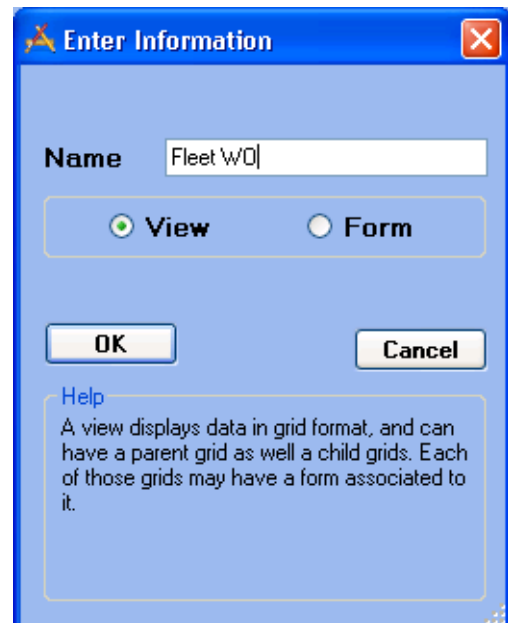 Enter Information
Name Fleet WO
View Form
OK Cancel
Help
A view displays data in grid format, and can
have a parent grid as well a child grids. Each
of those grids may have a form associated to
it.